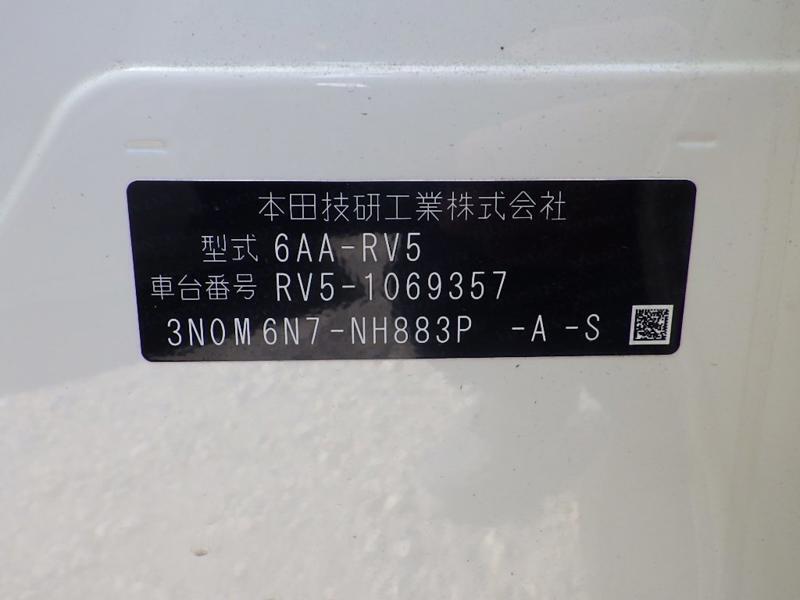 本田技研工業株式会社
型式 6AA-RV5
車台番号 RV5-1069357
3N0M6N7-NH883P -A-S